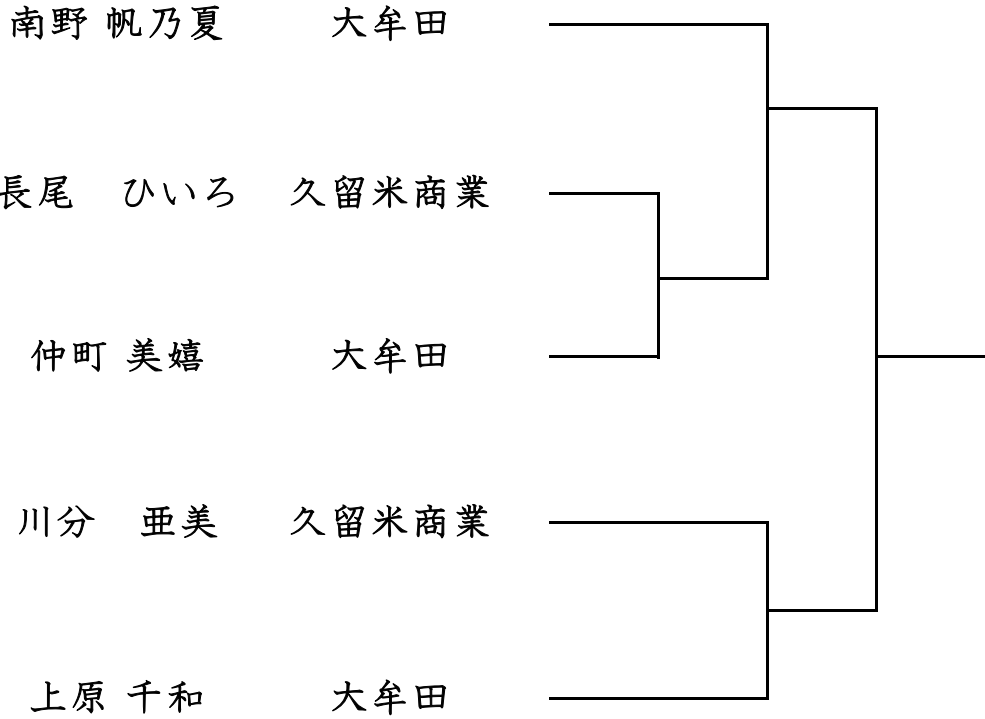 南野 帆乃夏 大牟田
長尾 ひいろ 久留米商業
仲町 美嬉 大牟田
川分 亜美 久留米商業
上原 千和 大牟田